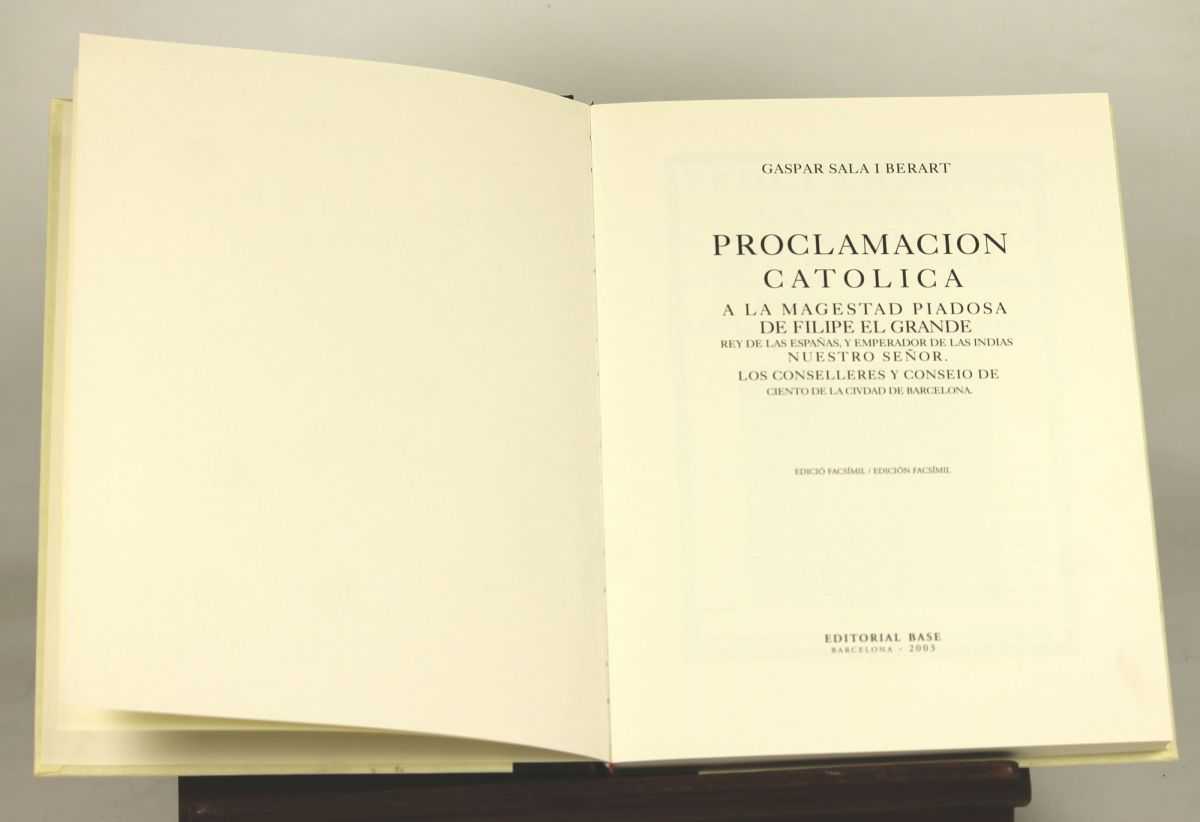 GASPAR SALA I BERART
PROCLAMACION
CATOLICA
A LA MAGESTAD PIADOSA
DE FILIPE EL GRANDE
REY DE LAS ESPAÑAS, Y EMPERADOR DE LAS INDIAS
NUESTRO SEÑOR.
LOS CONSELLERES Y CONSEIO DE
CIENTO DE LA CIVDAD DE BARCELONA.
EDICIÓ FACSÍMIL / EDICIÓN FACSÍMIL
EDITORIAL BASE
BARCELONA - 2003